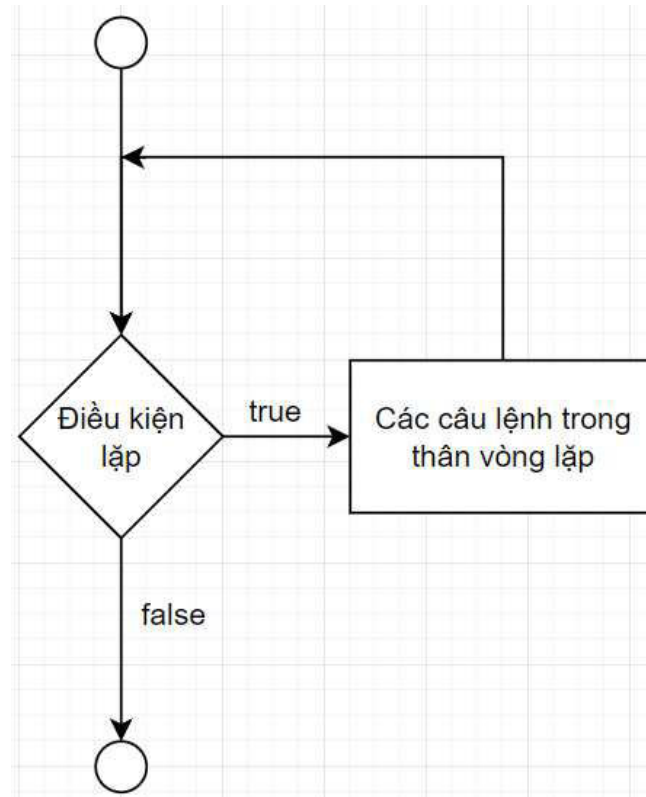 Điều kiện
lặp
true
Các câu lệnh trong
thân vòng lặp
false